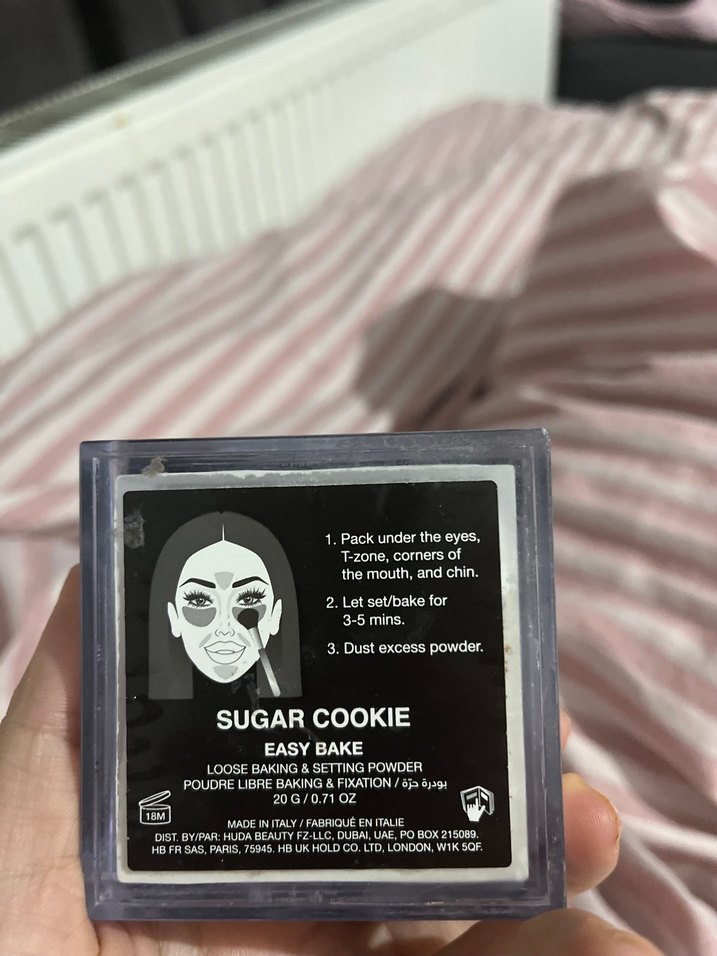 1. Pack under the eyes,
T-zone, corners of
the mouth, and chin.
2. Let set/bake for
3-5 mins.
3. Dust excess powder.
SUGAR COOKIE
EASY BAKE
LOOSE BAKING & SETTING POWDER
POUDRE LIBRE BAKING & FIXATION / بودرة حرّة
20 G / 0.71 OZ
18M
MADE IN ITALY / FABRIQUÉ EN ITALIE
DIST. BY/PAR: HUDA BEAUTY FZ-LLC, DUBAI, UAE, PO BOX 215089.
HB FR SAS, PARIS, 75945. HB UK HOLD CO. LTD, LONDON, W1K 5QF.